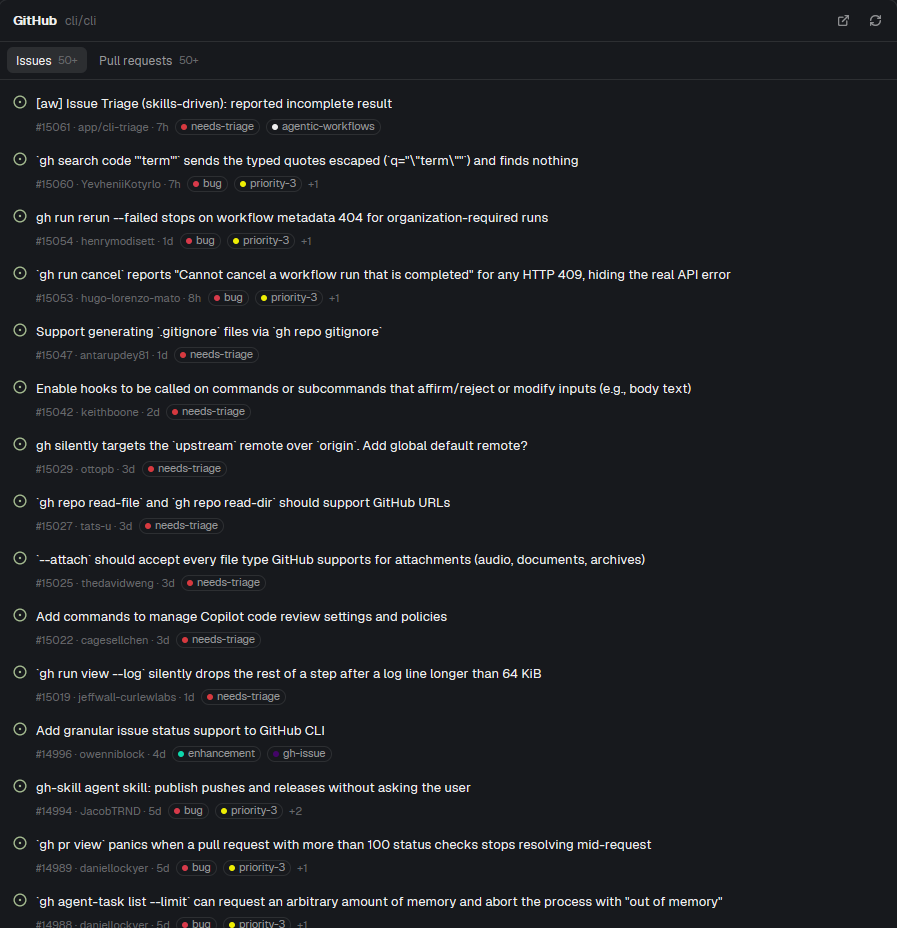 GitHub cli/cli
Issues 50+ Pull requests 50+
[aw] Issue Triage (skills-driven): reported incomplete result
#15061 · app/cli-triage · 7h needs-triage agentic-workflows
`gh search code '"term"'` sends the typed quotes escaped (`q="\"term\""`) and finds nothing
#15060 · YevheniiKotyrlo · 7h bug priority-3 +1
gh run rerun --failed stops on workflow metadata 404 for organization-required runs
#15054 · henrymodisett · 1d bug priority-3 +1
`gh run cancel` reports "Cannot cancel a workflow run that is completed" for any HTTP 409, hiding the real API error
#15053 · hugo-lorenzo-mato · 8h bug priority-3 +1
Support generating `.gitignore` files via `gh repo gitignore`
#15047 · antarupdey81 · 1d needs-triage
Enable hooks to be called on commands or subcommands that affirm/reject or modify inputs (e.g., body text)
#15042 · keithboone · 2d needs-triage
gh silently targets the `upstream` remote over `origin`. Add global default remote?
#15029 · ottopb · 3d needs-triage
`gh repo read-file` and `gh repo read-dir` should support GitHub URLs
#15027 · tats-u · 3d needs-triage
`--attach` should accept every file type GitHub supports for attachments (audio, documents, archives)
#15025 · thedavidweng · 3d needs-triage
Add commands to manage Copilot code review settings and policies
#15022 · cagesellchen · 3d needs-triage
`gh run view --log` silently drops the rest of a step after a log line longer than 64 KiB
#15019 · jeffwall-curlewlabs · 1d needs-triage
Add granular issue status support to GitHub CLI
#14996 · owenniblock · 4d enhancement gh-issue
gh-skill agent skill: publish pushes and releases without asking the user
#14994 · JacobTRND · 5d bug priority-3 +2
`gh pr view` panics when a pull request with more than 100 status checks stops resolving mid-request
#14989 · daniellockyer · 5d bug priority-3 +1
`gh agent-task list --limit` can request an arbitrary amount of memory and abort the process with "out of memory"
#14988 · daniellockyer · 5d bug priority-3 +1